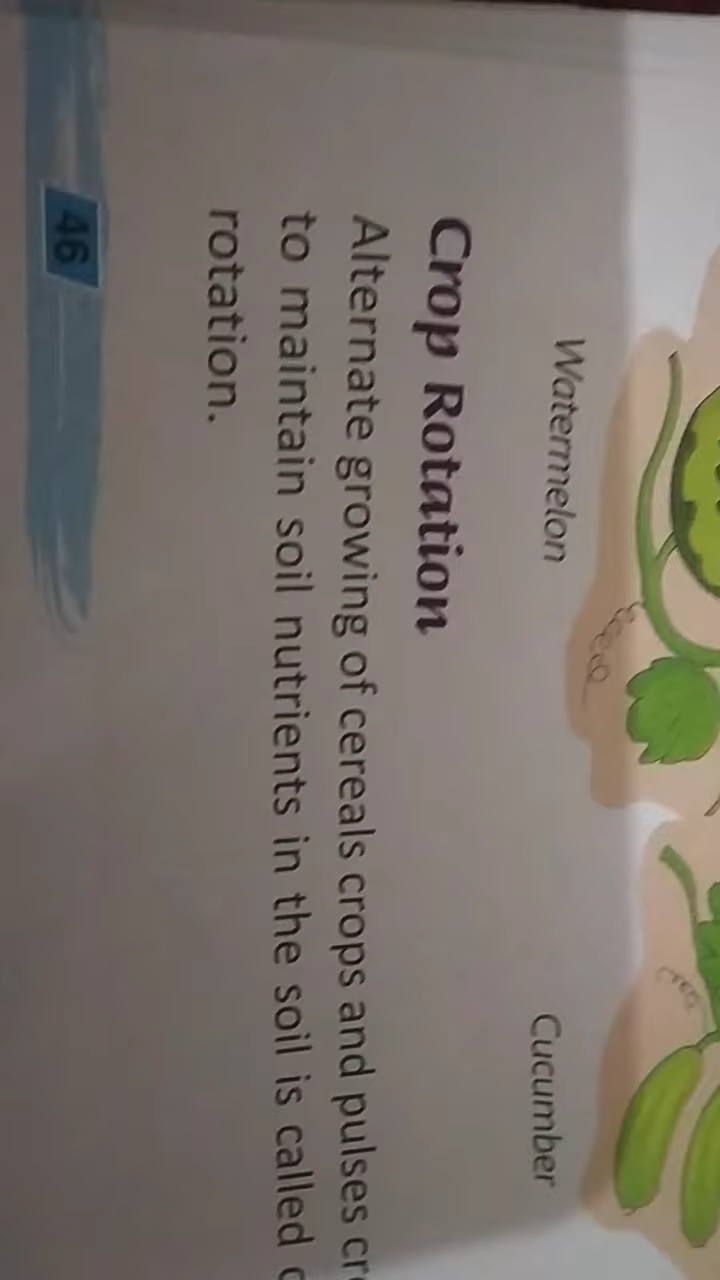 Watermelon
Cucumber
Crop Rotation
Alternate growing of cereals crops and pulses
to maintain soil nutrients in the soil is called
rotation.
46